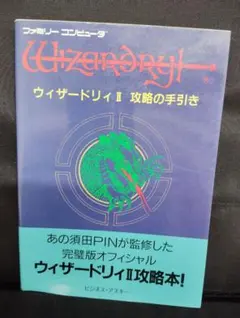 ファミリーコンピュータ
Wizardry II
ウィザードリィⅡ 攻略の手引き
あの須田PINが監修した
完璧版オフィシャル
ウィザードリィⅡ攻略本!
ビジネス・アスキー